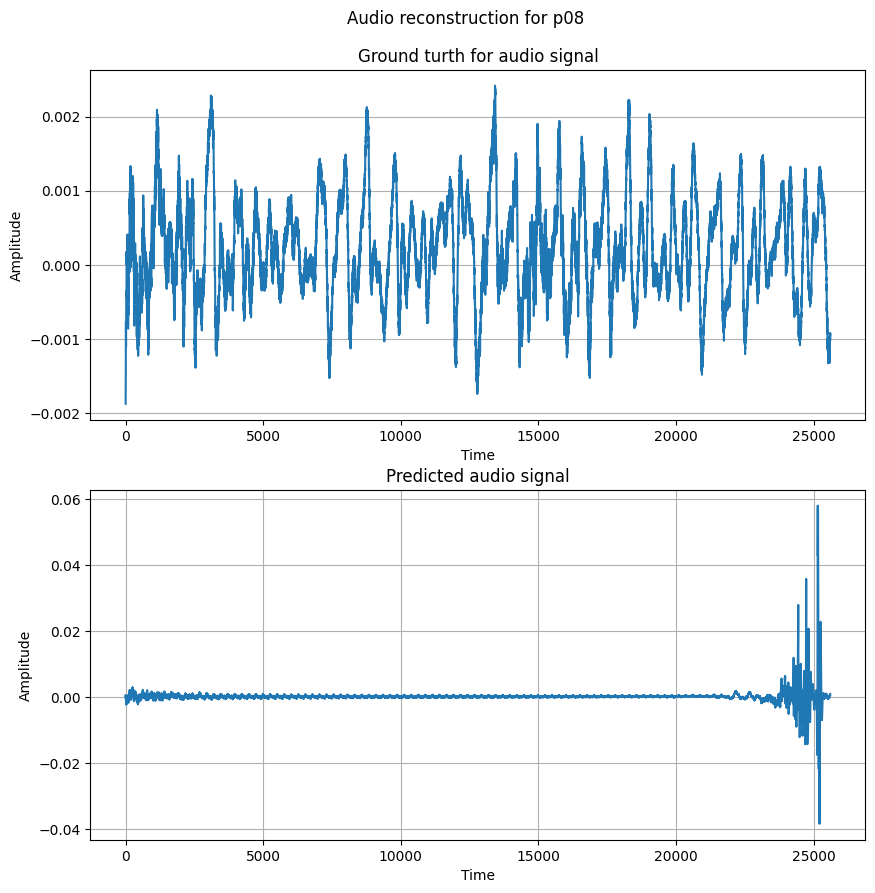 Audio reconstruction for p08
Ground turth for audio signal
Amplitude
0.002
0.001
0.000
−0.001
−0.002
0 5000 10000 15000 20000 25000
Time
Predicted audio signal
Amplitude
0.06
0.04
0.02
0.00
−0.02
−0.04
0 5000 10000 15000 20000 25000
Time